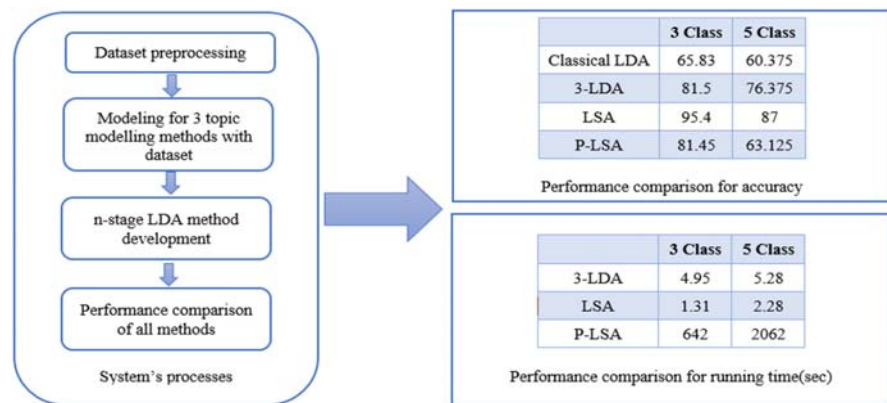 Dataset preprocessing
Modeling for 3 topic
modelling methods with
dataset
n-stage LDA method
development
Performance comparison
of all methods
System's processes
3 Class 5 Class
Classical LDA 65.83 60.375
3-LDA 81.5 76.375
LSA 95.4 87
P-LSA 81.45 63.125
Performance comparison for accuracy
3 Class 5 Class
3-LDA 4.95 5.28
LSA 1.31 2.28
P-LSA 642 2062
Performance comparison for running time(sec)